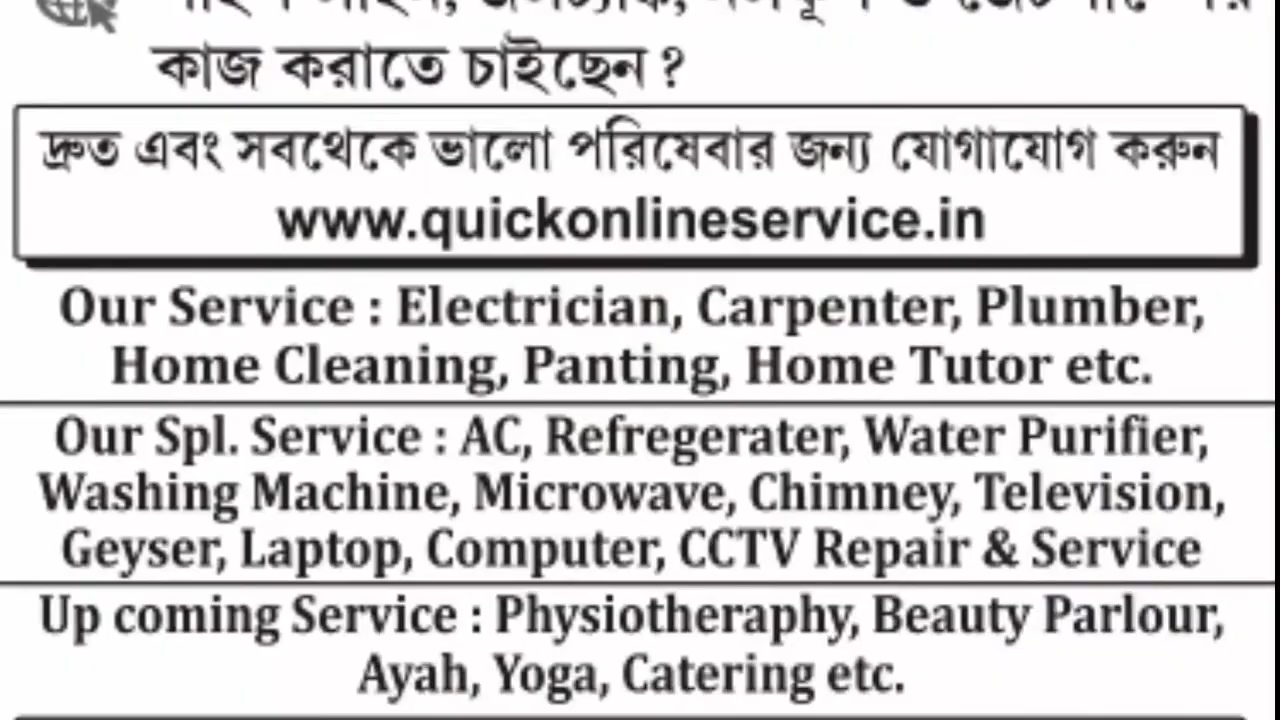 কাজ করাতে চাইছেন ?
দ্রুত এবং সবথেকে ভালো পরিষেবার জন্য যোগাযোগ করুন
www.quickonlineservice.in
Our Service : Electrician, Carpenter, Plumber,
Home Cleaning, Panting, Home Tutor etc.
Our Spl. Service : AC, Refregerater, Water Purifier,
Washing Machine, Microwave, Chimney, Television,
Geyser, Laptop, Computer, CCTV Repair & Service
Up coming Service : Physiotheraphy, Beauty Parlour,
Ayah, Yoga, Catering etc.